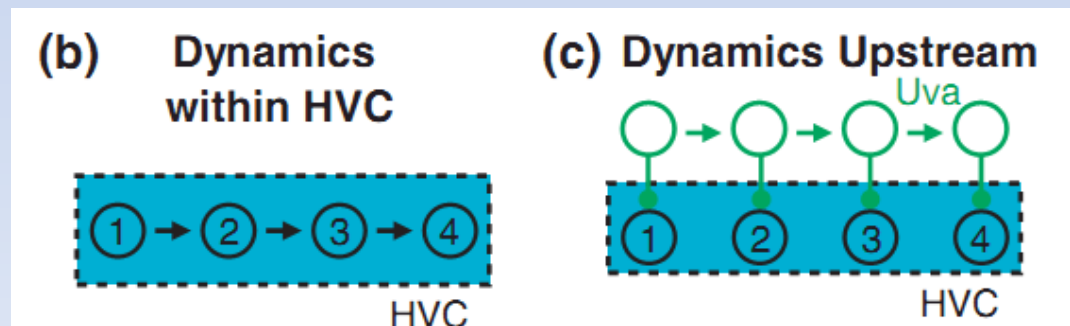 (b) Dynamics
within HVC
1 2 3 4
HVC
(c) Dynamics Upstream
Uva
1 2 3 4
HVC